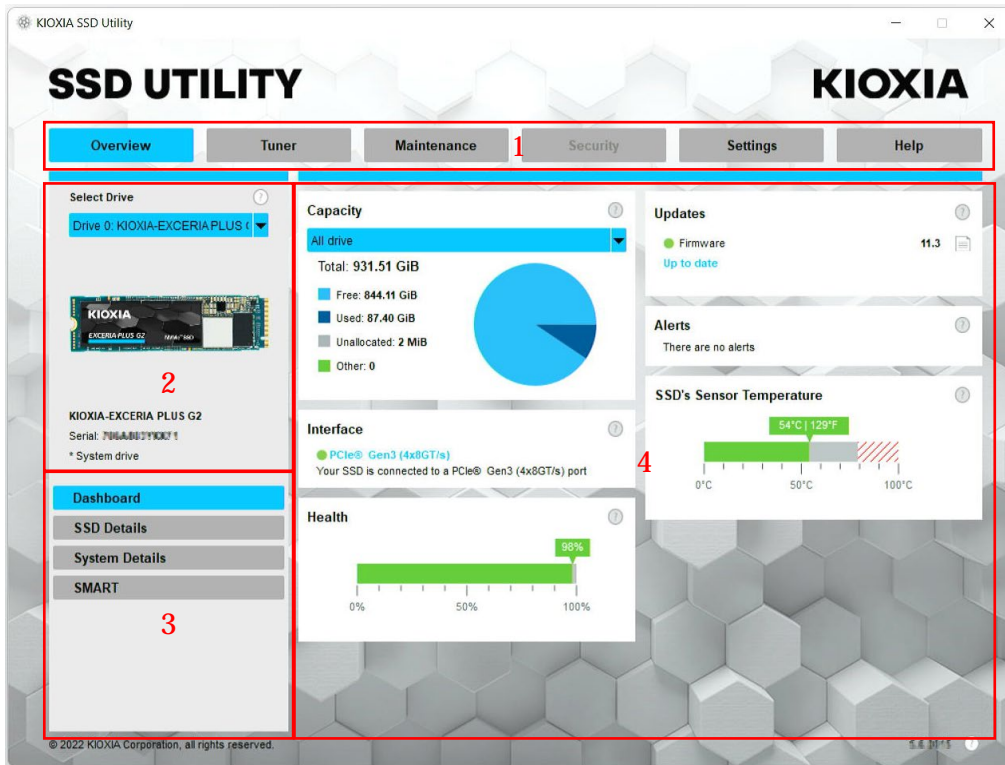 KIOXIA SSD Utility
SSD UTILITY
KIOXIA
Overview
Tuner
Maintenance
1
Security
Settings
Help
Select Drive
?
Drive 0: KIOXIA-EXCERIA PLUS
KIOXIA
EXCERIA PLUS G2
NVMe™ SSD
2
KIOXIA-EXCERIA PLUS G2
Serial:
* System drive
Dashboard
SSD Details
System Details
SMART
3
Capacity
?
All drive
Total: 931.51 GiB
Free: 844.11 GiB
Used: 87.40 GiB
Unallocated: 2 MiB
Other: 0
Interface
?
PCIe® Gen3 (4x8GT/s)
Your SSD is connected to a PCIe® Gen3 (4x8GT/s) port
Health
?
98%
0% 50% 100%
4
Updates
?
Firmware 11.3
Up to date
Alerts
?
There are no alerts
SSD's Sensor Temperature
?
54°C | 129°F
0°C 50°C 100°C
© 2022 KIOXIA Corporation, all rights reserved.
?